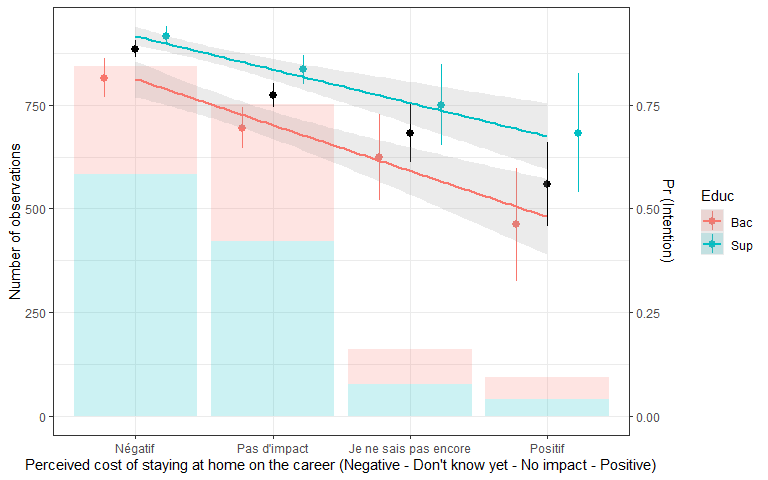 Number of observations
750
500
250
0
0.75
0.50
0.25
0.00
Pr (Intention)
Educ
Bac
Sup
Négatif
Pas d'impact
Je ne sais pas encore
Positif
Perceived cost of staying at home on the career (Negative - Don't know yet - No impact - Positive)